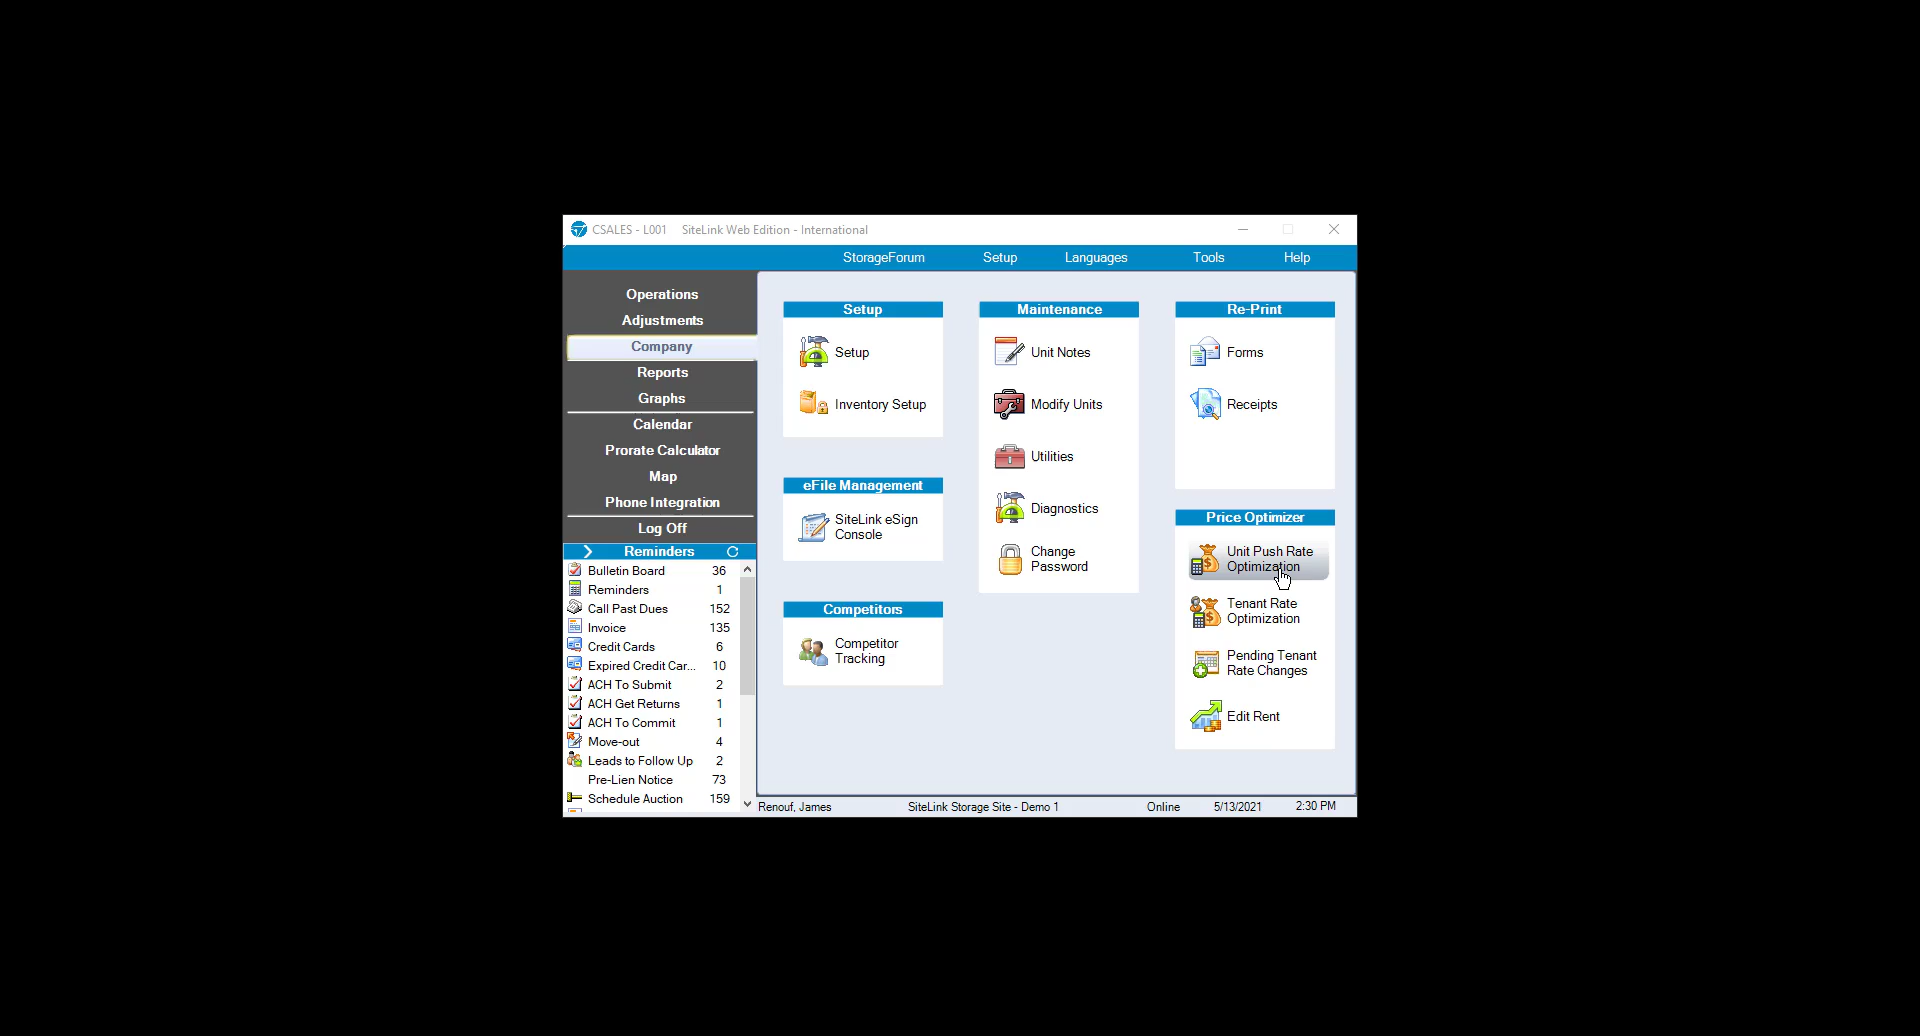 CSALES - L001 SiteLink Web Edition - International
StorageForum Setup Languages Tools Help
Operations
Adjustments
Company
Reports
Graphs
Calendar
Prorate Calculator
Map
Phone Integration
Log Off
Reminders
Bulletin Board 36
Reminders 1
Call Past Dues 152
Invoice 135
Credit Cards 6
Expired Credit Car... 10
ACH To Submit 2
ACH Get Returns 1
ACH To Commit 1
Move-out 4
Leads to Follow Up 2
Pre-Lien Notice 73
Schedule Auction 159
Setup
Setup
Inventory Setup
eFile Management
SiteLink eSign
Console
Competitors
Competitor
Tracking
Maintenance
Unit Notes
Modify Units
Utilities
Diagnostics
Change
Password
Re-Print
Forms
Receipts
Price Optimizer
Unit Push Rate
Optimization
Tenant Rate
Optimization
Pending Tenant
Rate Changes
Edit Rent
Renouf, James SiteLink Storage Site - Demo 1 Online 5/13/2021 2:30 PM